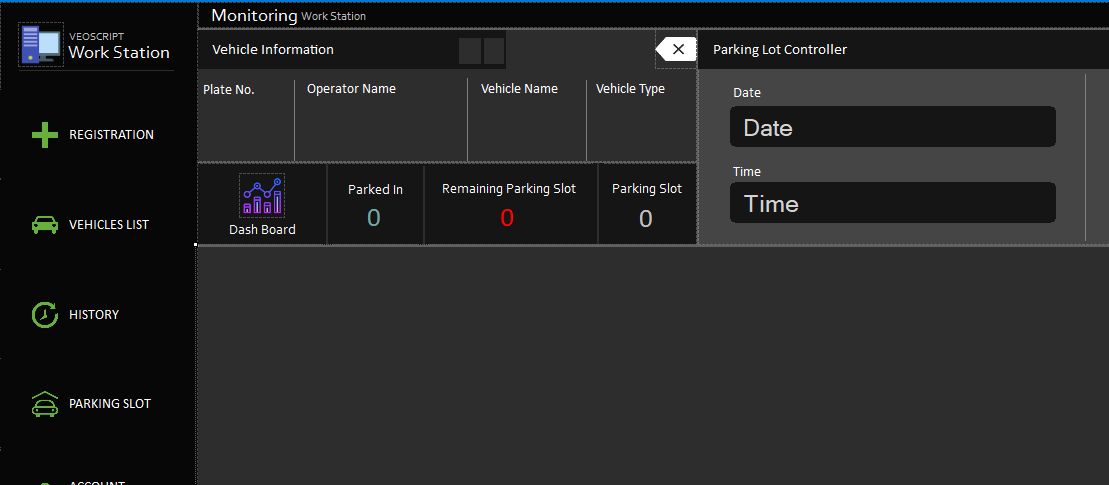 VEOSCRIPT
Work Station
REGISTRATION
VEHICLES LIST
HISTORY
PARKING SLOT
ACCOUNT
Monitoring Work Station
Vehicle Information
Plate No.
Operator Name
Vehicle Name
Vehicle Type
Dash Board
Parked In
0
Remaining Parking Slot
0
Parking Slot
0
Parking Lot Controller
Date
Date
Time
Time